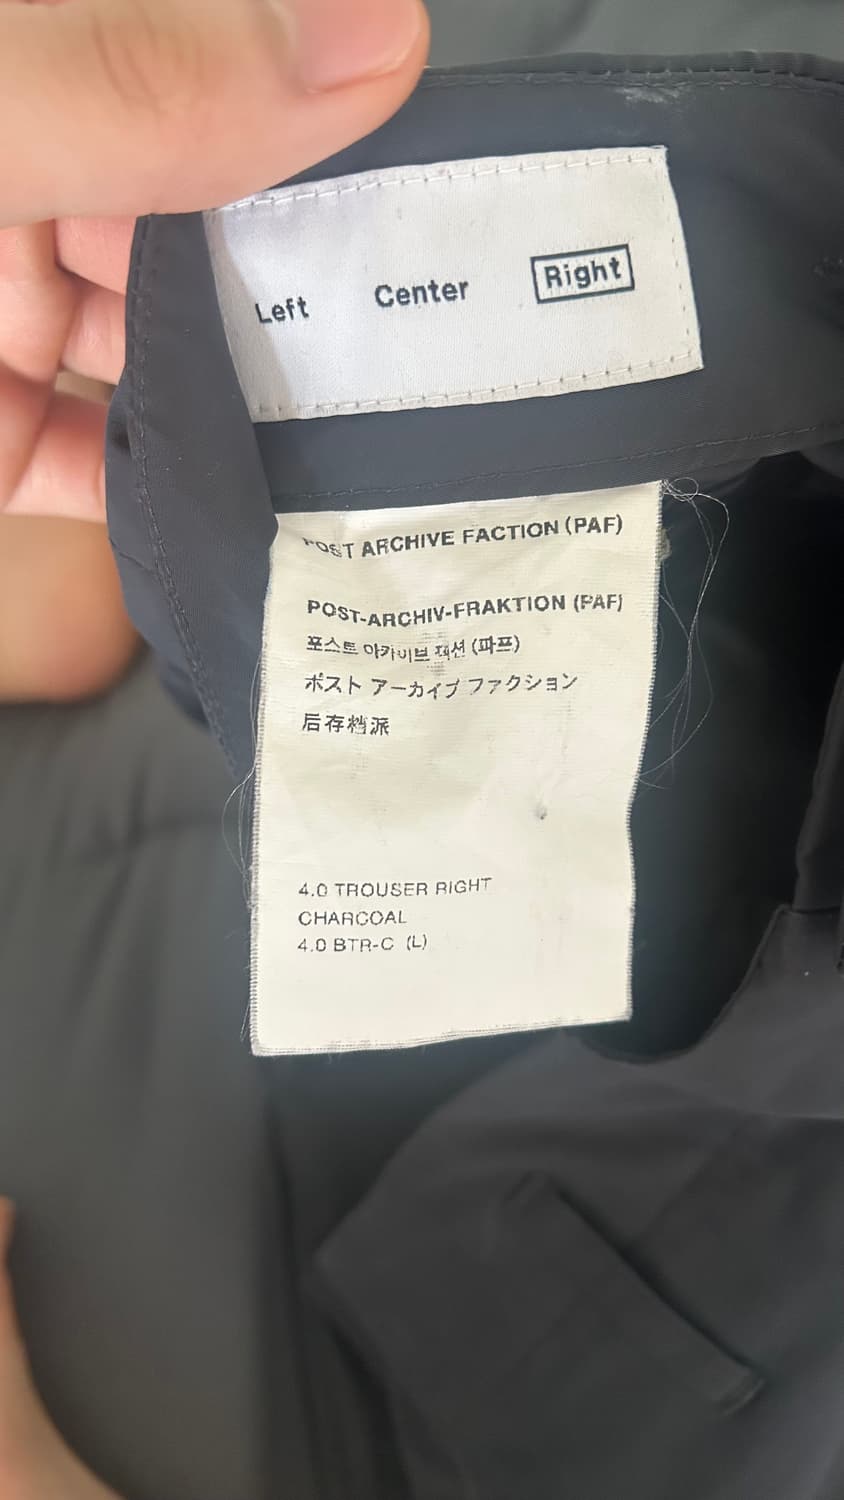 Left Center Right
POST ARCHIVE FACTION (PAF)
POST-ARCHIV-FRAKTION (PAF)
포스트 아카이브 팩션 (파프)
ポスト アーカイブ ファクション
后存档派
4.0 TROUSER RIGHT
CHARCOAL
4.0 BTR-C (L)